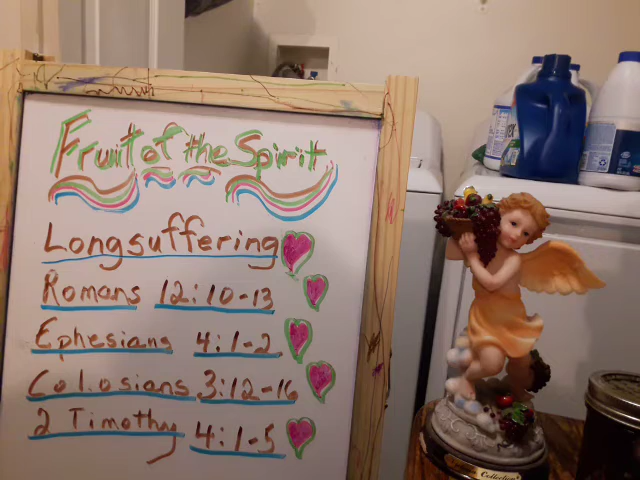 Fruit of the Spirit
Longsuffering
Romans 12:10-13
Ephesians 4:1-2
Colosians 3:12-16
2 Timothy 4:1-5
Collection